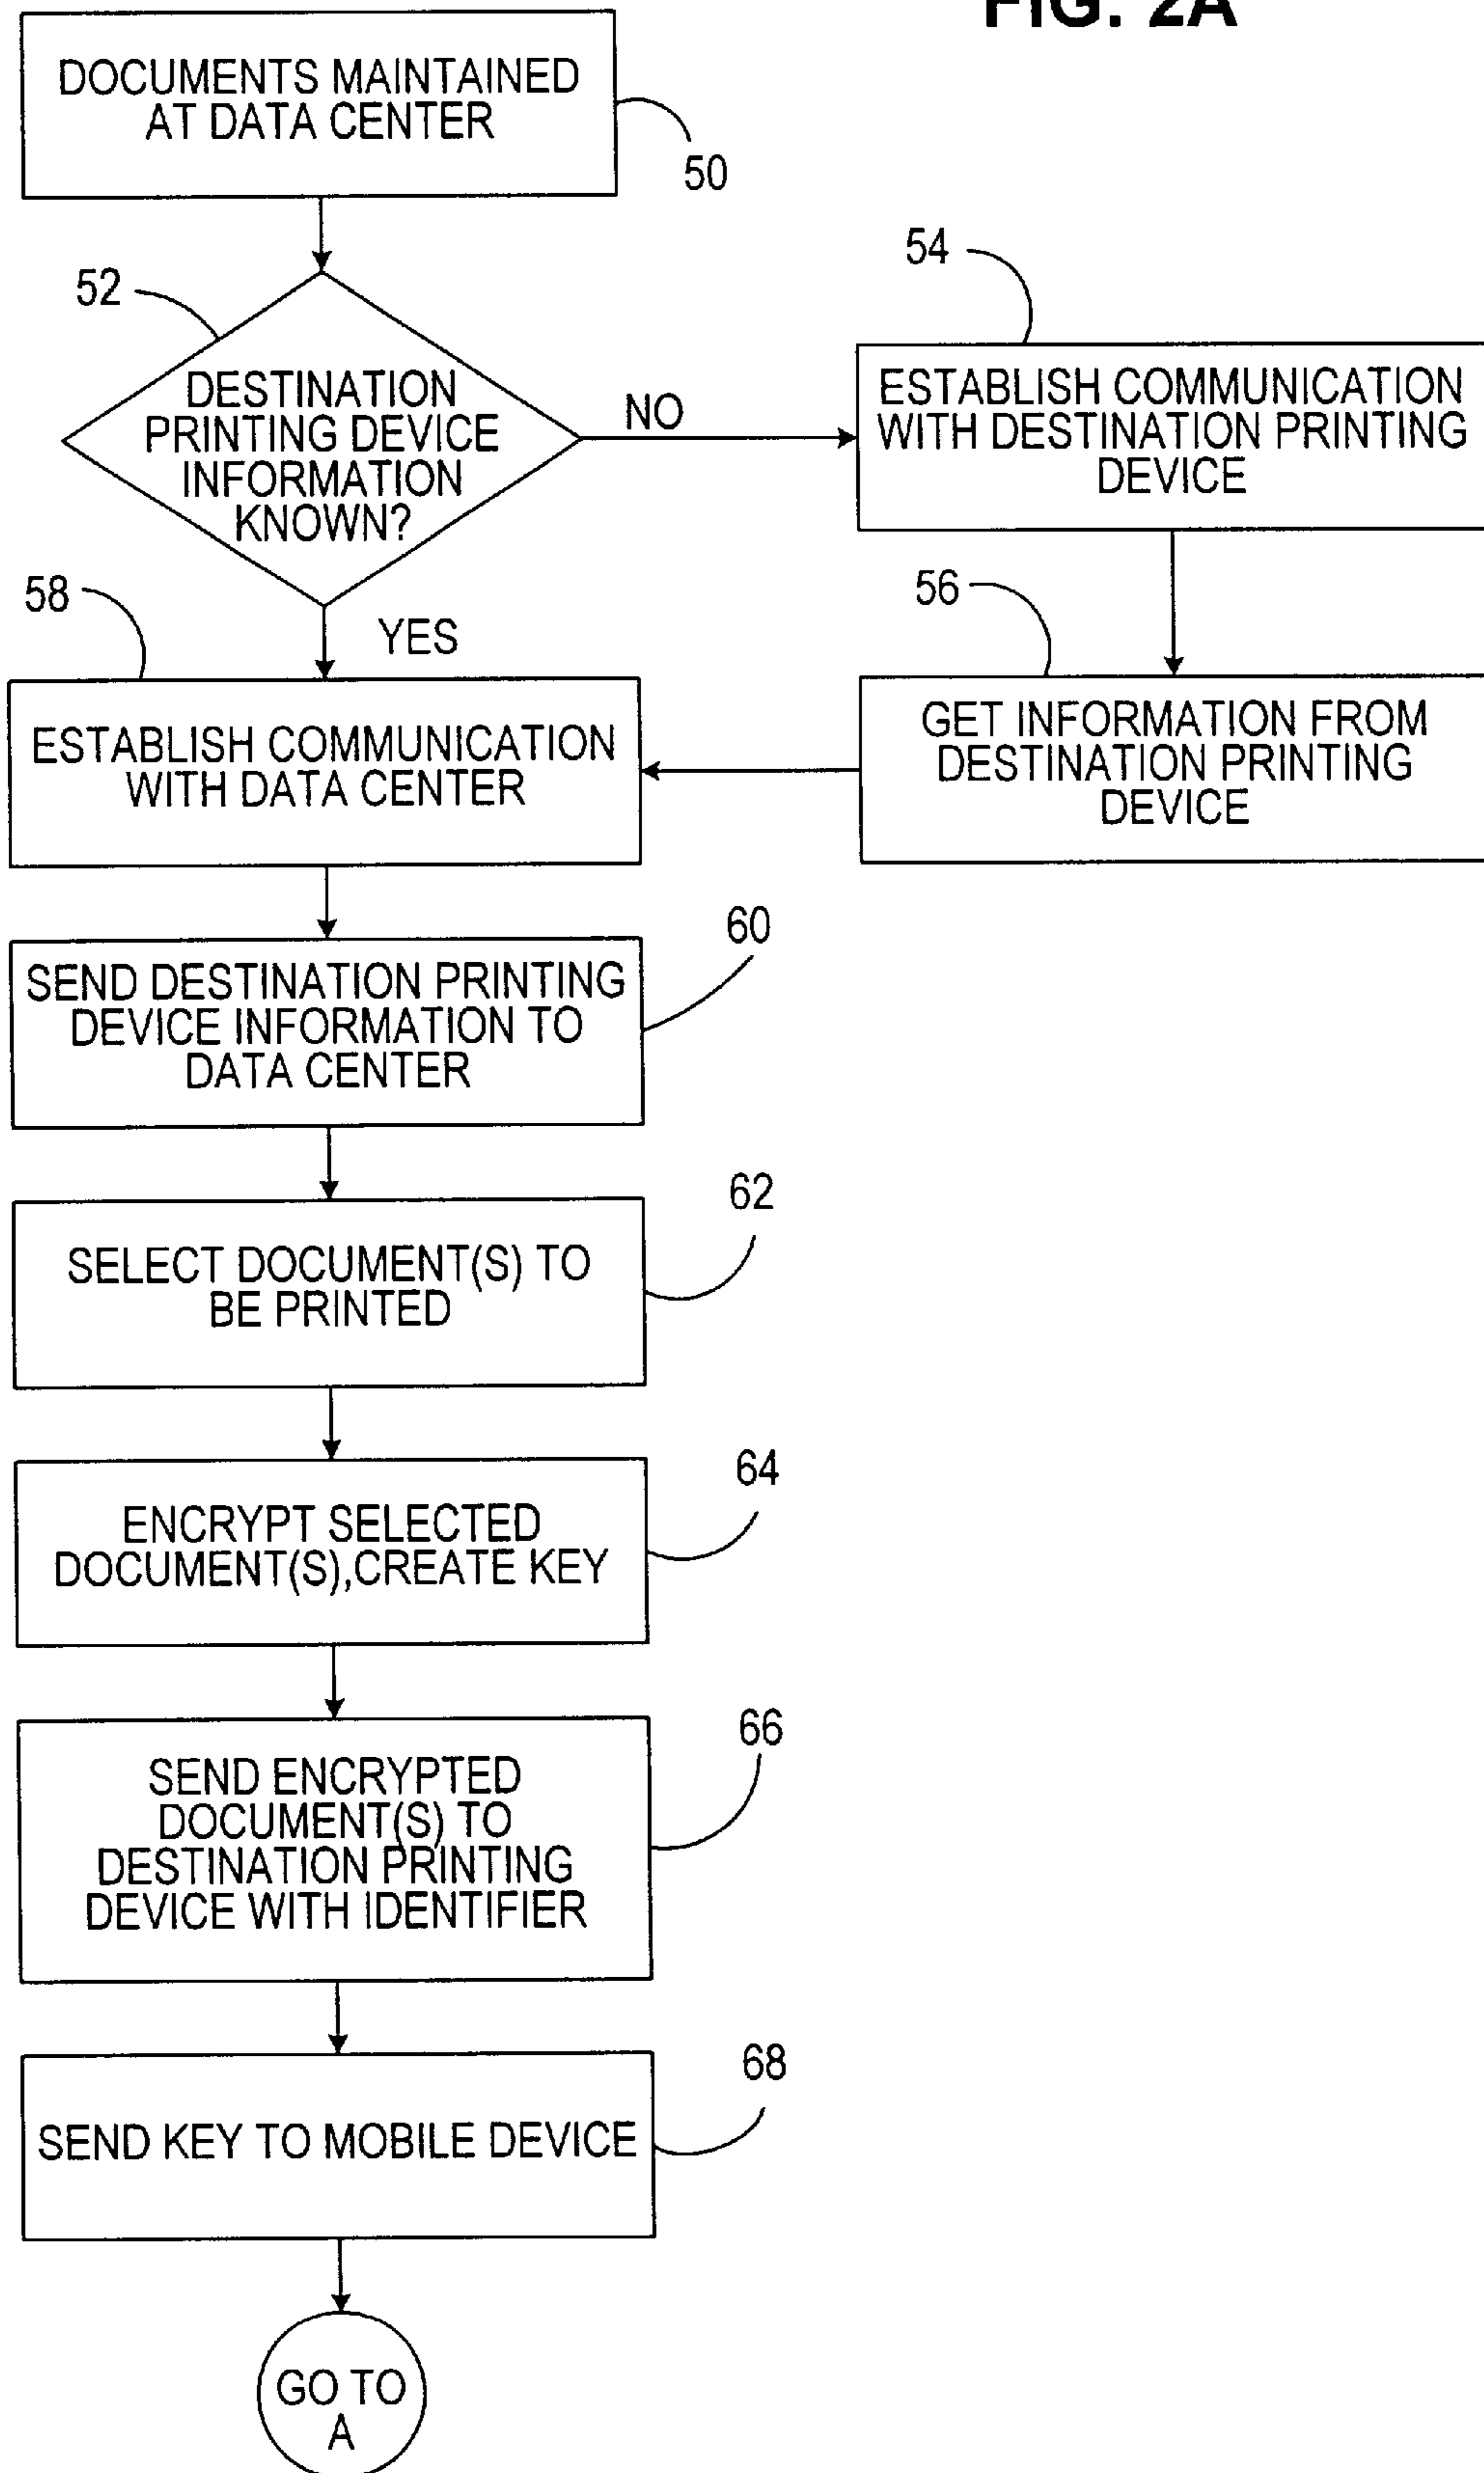 FIG. 2A
DOCUMENTS MAINTAINED
AT DATA CENTER
50
52
DESTINATION
PRINTING DEVICE
INFORMATION
KNOWN?
NO
54
ESTABLISH COMMUNICATION
WITH DESTINATION PRINTING
DEVICE
YES
56
GET INFORMATION FROM
DESTINATION PRINTING
DEVICE
58
ESTABLISH COMMUNICATION
WITH DATA CENTER
60
SEND DESTINATION PRINTING
DEVICE INFORMATION TO
DATA CENTER
62
SELECT DOCUMENT(S) TO
BE PRINTED
64
ENCRYPT SELECTED
DOCUMENT(S),CREATE KEY
66
SEND ENCRYPTED
DOCUMENT(S) TO
DESTINATION PRINTING
DEVICE WITH IDENTIFIER
68
SEND KEY TO MOBILE DEVICE
GO TO
A